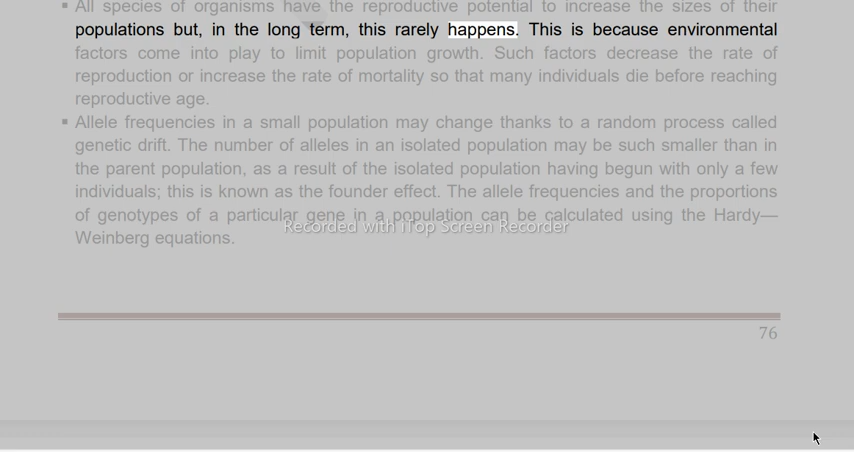 ▪ All species of organisms have the reproductive potential to increase the sizes of their
populations but, in the long term, this rarely happens. This is because environmental
factors come into play to limit population growth. Such factors decrease the rate of
reproduction or increase the rate of mortality so that many individuals die before reaching
reproductive age.
▪ Allele frequencies in a small population may change thanks to a random process called
genetic drift. The number of alleles in an isolated population may be such smaller than in
the parent population, as a result of the isolated population having begun with only a few
individuals; this is known as the founder effect. The allele frequencies and the proportions
of genotypes of a particular gene in a population can be calculated using the Hardy—
Recorded with iTop Screen Recorder
Weinberg equations.
76